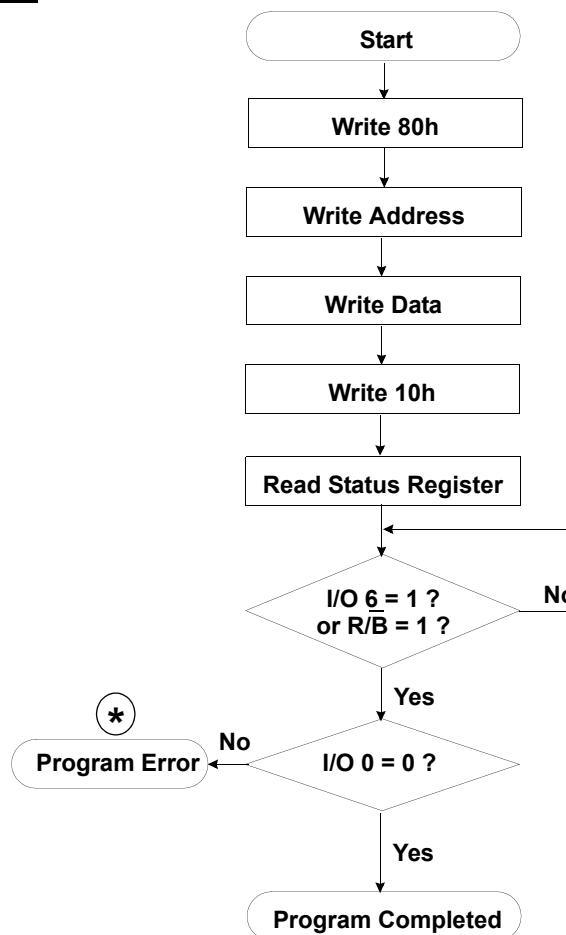 Start
Write 80h
Write Address
Write Data
Write 10h
Read Status Register
I/O 6 = 1 ?
or R/B̅ = 1 ?
No
Yes
*
Program Error
No
I/O 0 = 0 ?
Yes
Program Completed